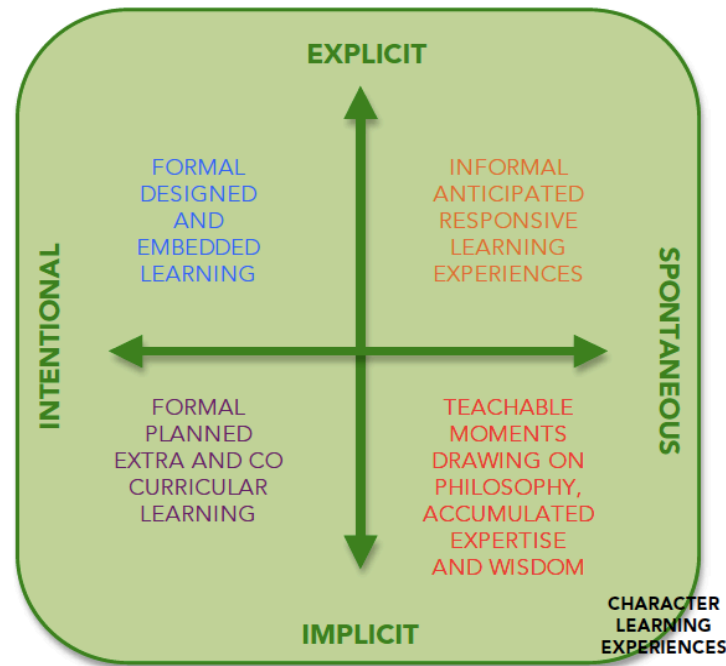 EXPLICIT
FORMAL
DESIGNED
AND
EMBEDDED
LEARNING
INFORMAL
ANTICIPATED
RESPONSIVE
LEARNING
EXPERIENCES
INTENTIONAL
SPONTANEOUS
FORMAL
PLANNED
EXTRA AND CO
CURRICULAR
LEARNING
TEACHABLE
MOMENTS
DRAWING ON
PHILOSOPHY,
ACCUMULATED
EXPERTISE
AND WISDOM
IMPLICIT
CHARACTER
LEARNING
EXPERIENCES